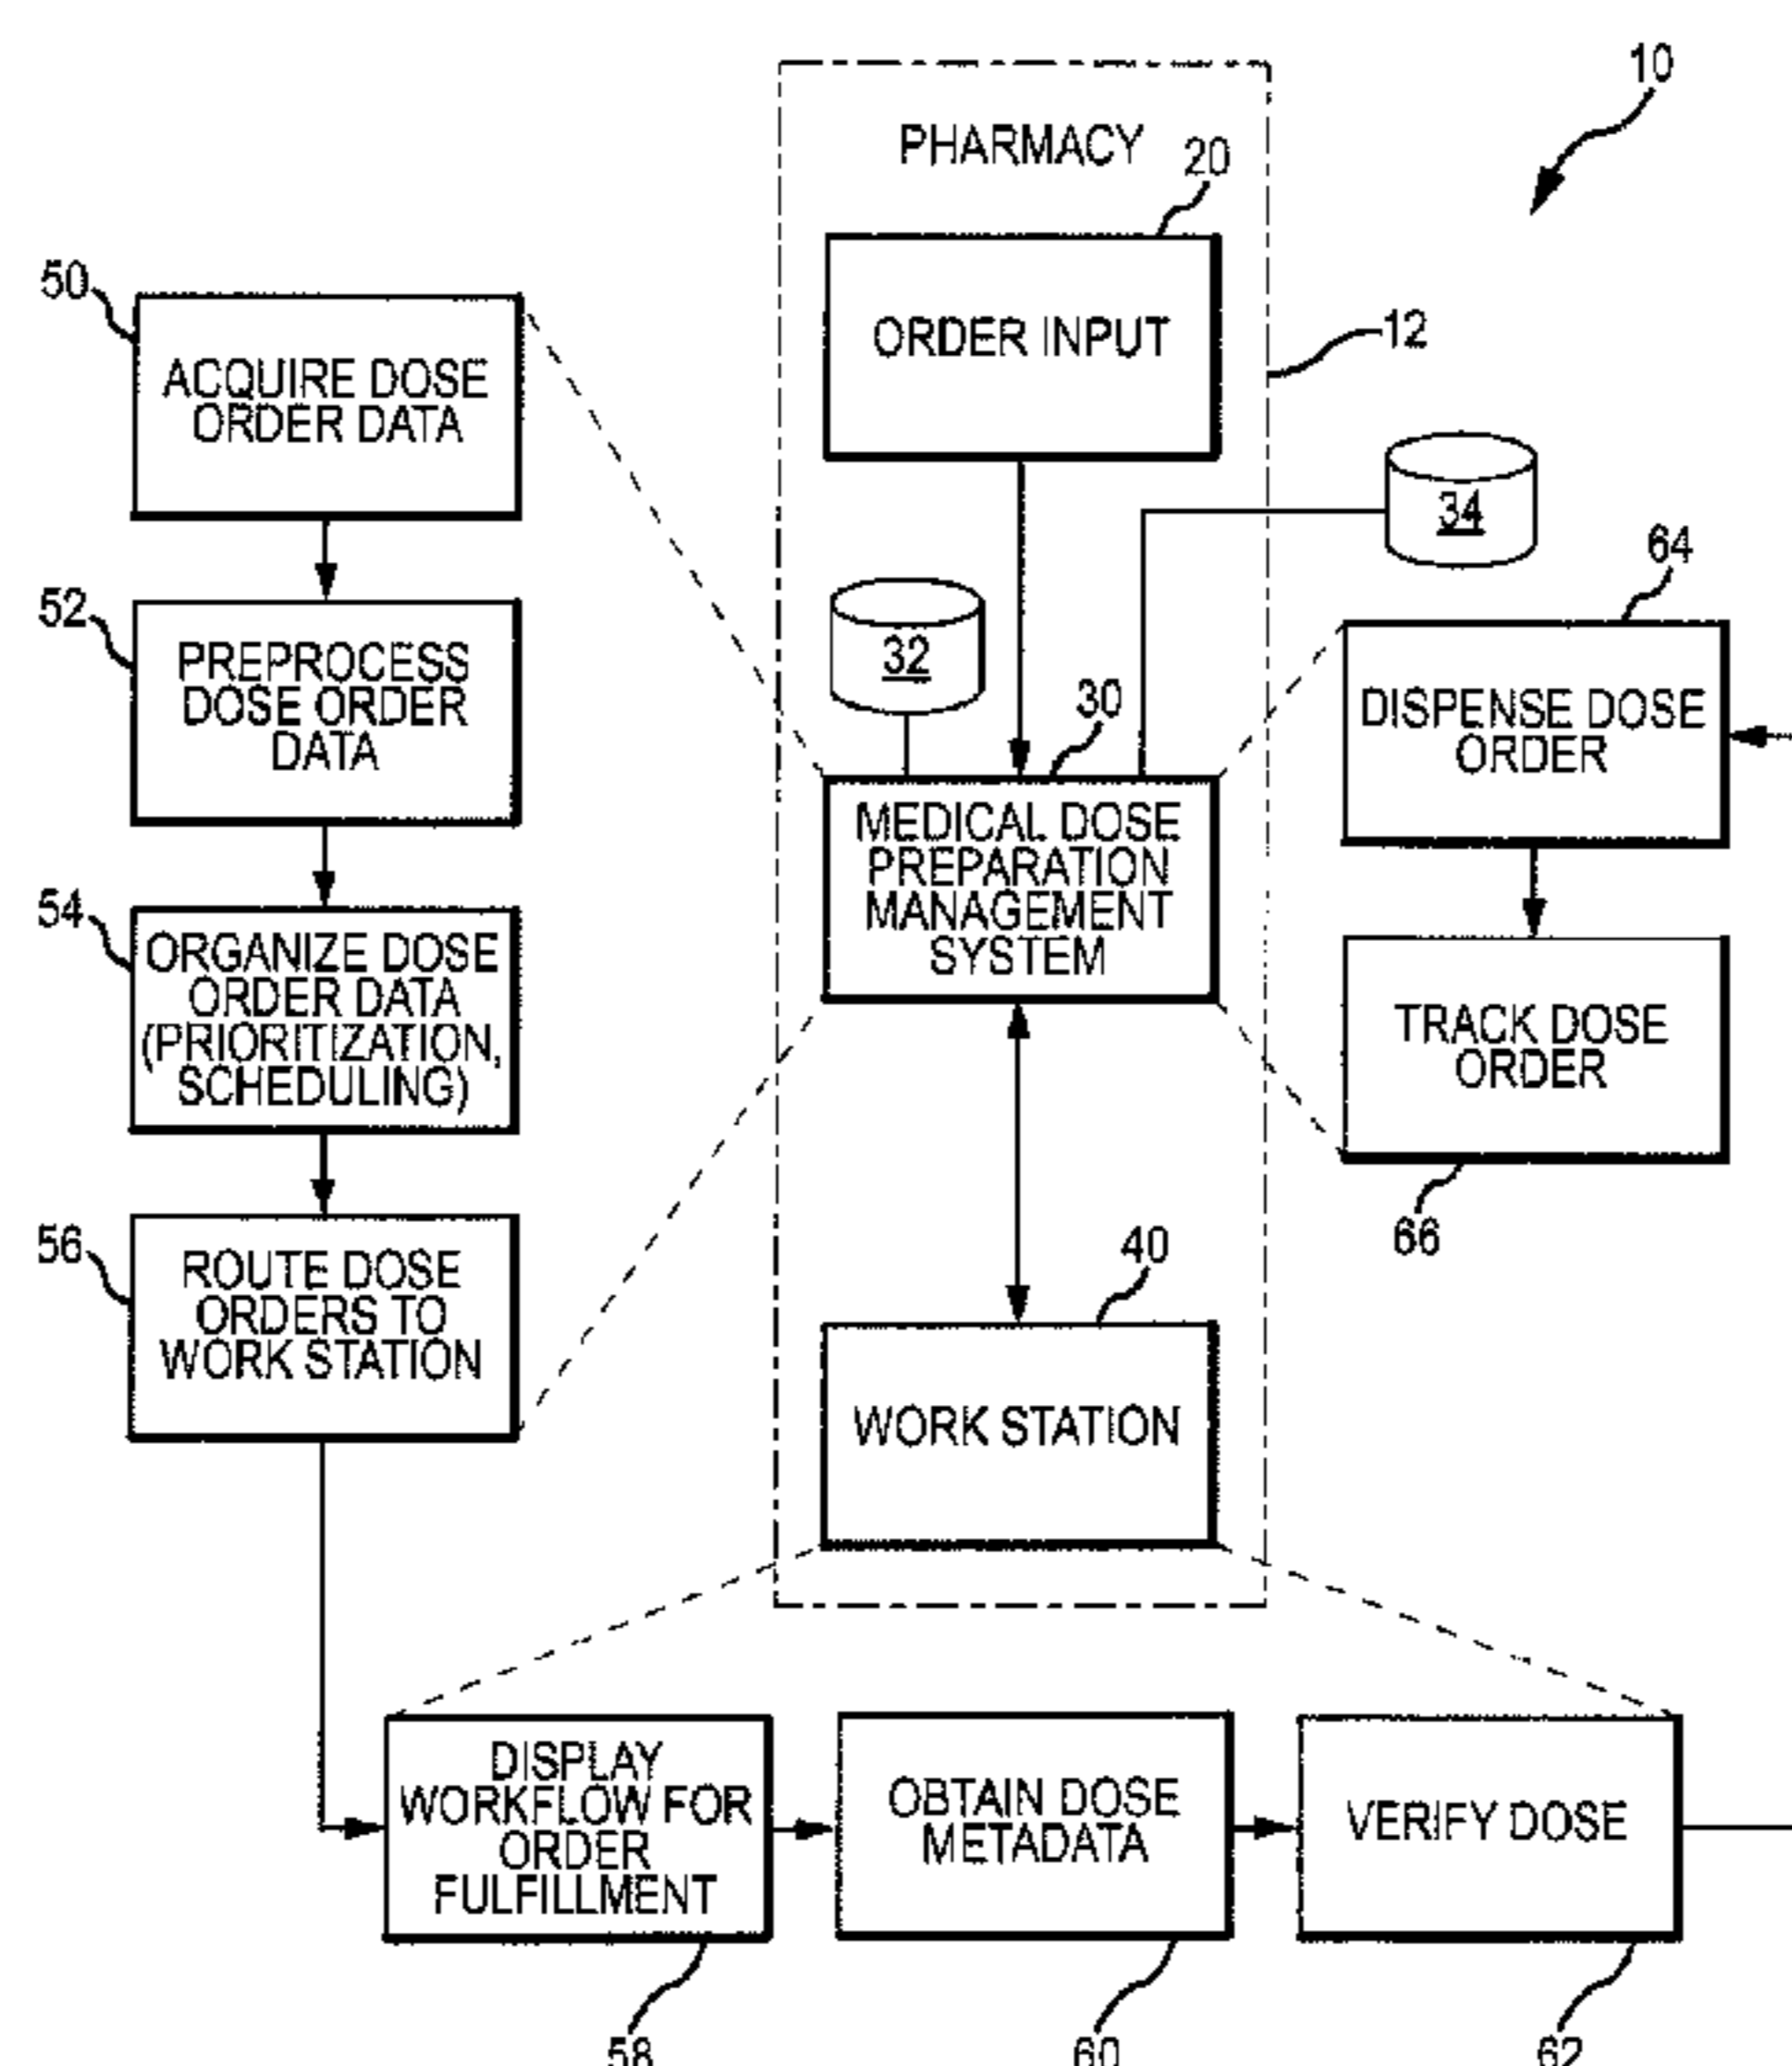 10
PHARMACY
20
ORDER INPUT
12
50
ACQUIRE DOSE
ORDER DATA
34
64
52
PREPROCESS
DOSE ORDER
DATA
32
30
DISPENSE DOSE
ORDER
MEDICAL DOSE
PREPARATION
MANAGEMENT
SYSTEM
54
ORGANIZE DOSE
ORDER DATA
(PRIORITIZATION,
SCHEDULING)
TRACK DOSE
ORDER
66
56
ROUTE DOSE
ORDERS TO
WORK STATION
40
WORK STATION
DISPLAY
WORKFLOW FOR
ORDER
FULFILLMENT
OBTAIN DOSE
METADATA
VERIFY DOSE
58
60
62